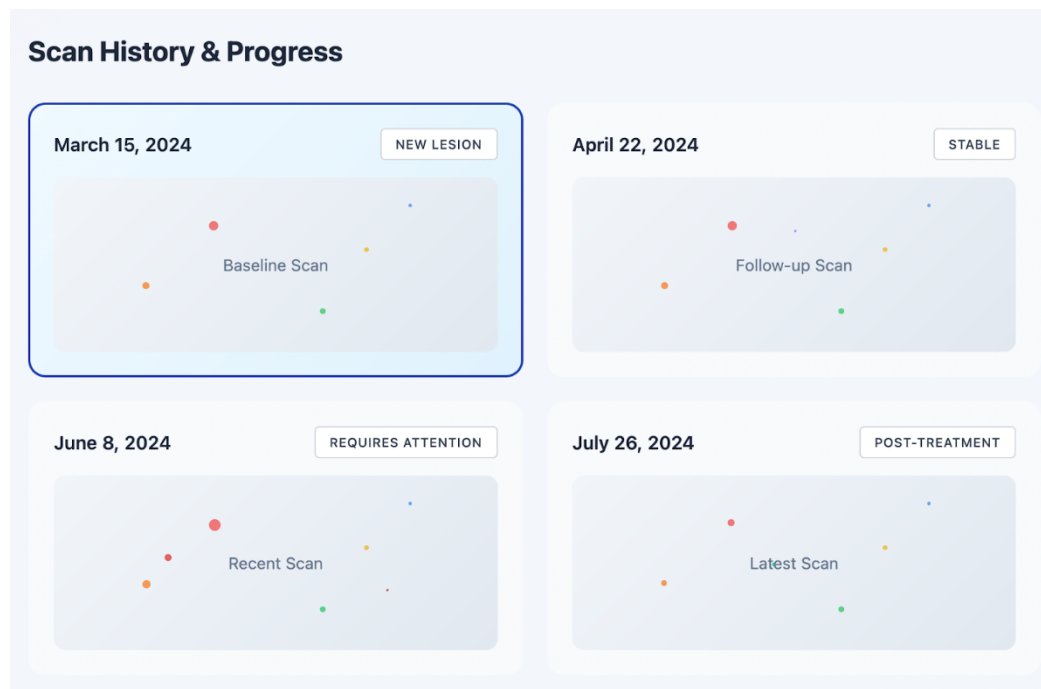 Scan History & Progress
March 15, 2024
NEW LESION
Baseline Scan
April 22, 2024
STABLE
Follow-up Scan
June 8, 2024
REQUIRES ATTENTION
Recent Scan
July 26, 2024
POST-TREATMENT
Latest Scan